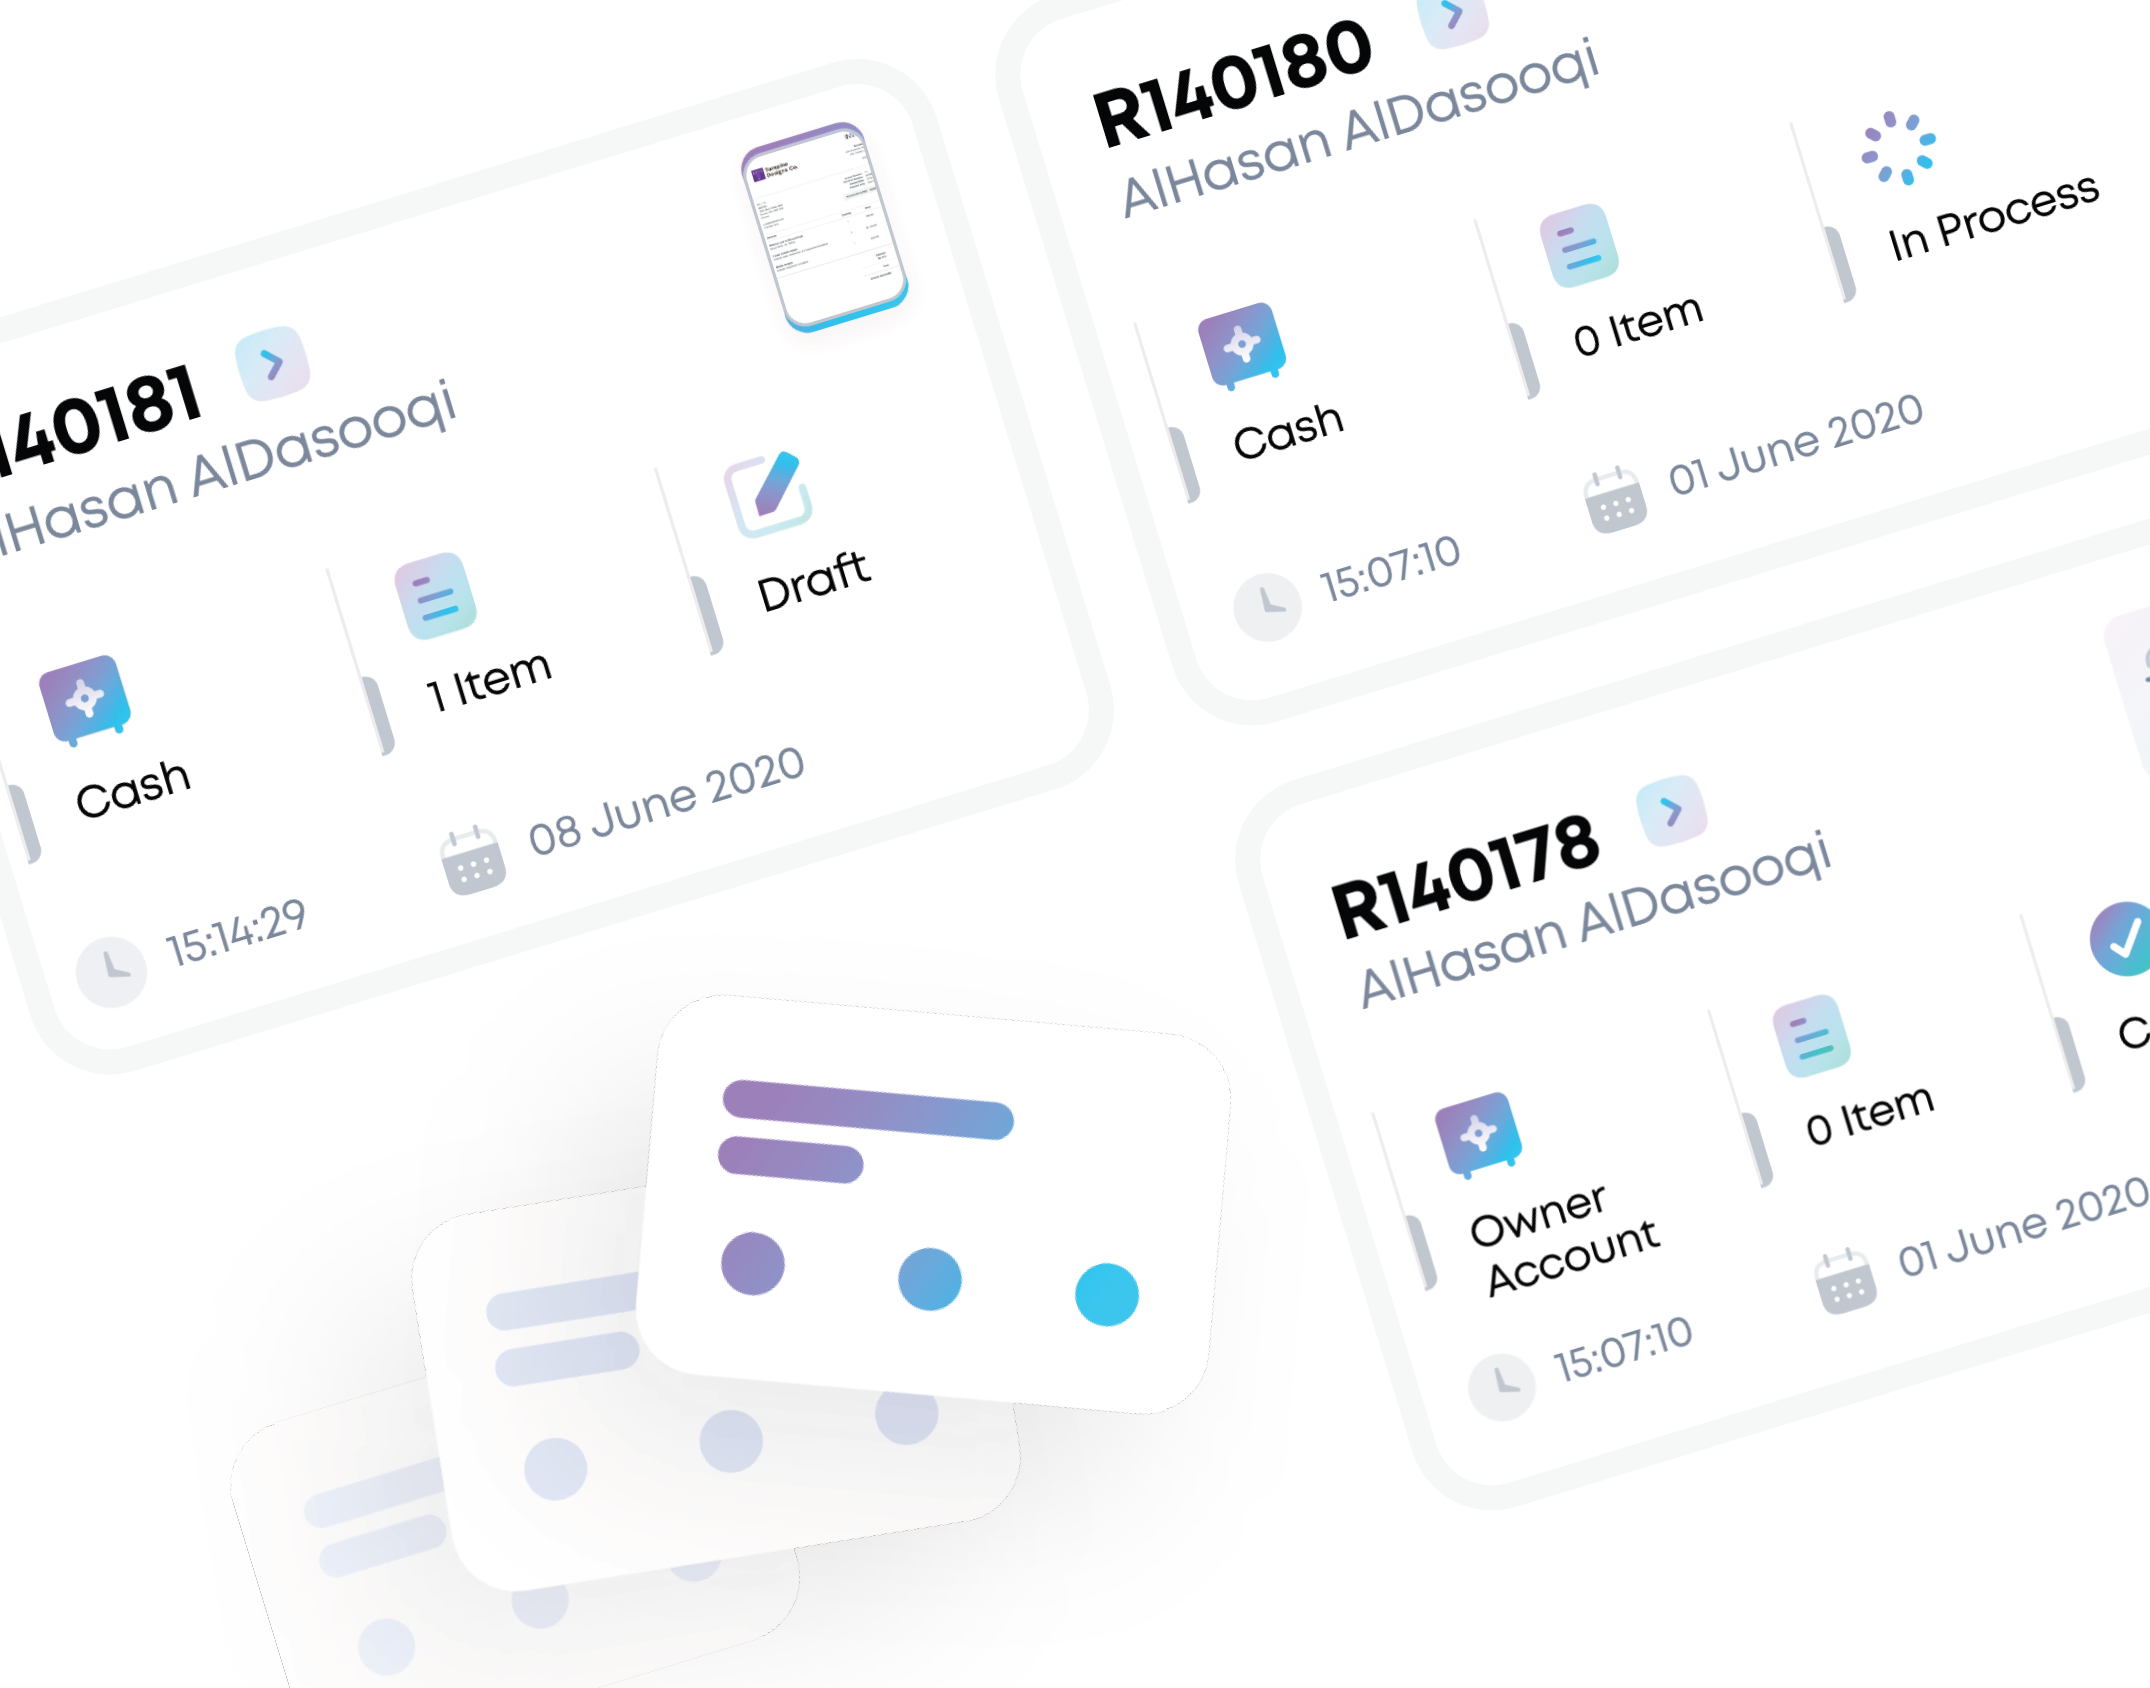 140181
lHasan AlDasooqi
Cash
1 Item
Draft
15:14:29
08 June 2020
R140180
AlHasan AlDasooqi
Cash
0 Item
In Process
15:07:10
01 June 2020
R140178
AlHasan AlDasooqi
Owner
Account
0 Item
C
15:07:10
01 June 2020